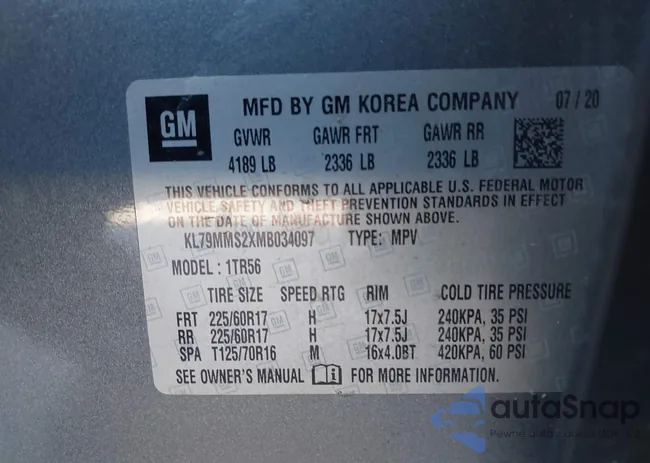 GM MFD BY GM KOREA COMPANY 07 / 20
GVWR GAWR FRT GAWR RR
4189 LB 2336 LB 2336 LB
THIS VEHICLE CONFORMS TO ALL APPLICABLE U.S. FEDERAL MOTOR
VEHICLE SAFETY AND THEFT PREVENTION STANDARDS IN EFFECT
ON THE DATE OF MANUFACTURE SHOWN ABOVE.
KL79MMS2XMB034097 TYPE: MPV
MODEL: 1TR56
TIRE SIZE SPEED RTG RIM COLD TIRE PRESSURE
FRT 225/60R17 H 17x7.5J 240KPA, 35 PSI
RR 225/60R17 H 17x7.5J 240KPA, 35 PSI
SPA T125/70R16 M 16x4.0BT 420KPA, 60 PSI
SEE OWNER'S MANUAL FOR MORE INFORMATION.
autaSnap
Pewne auta